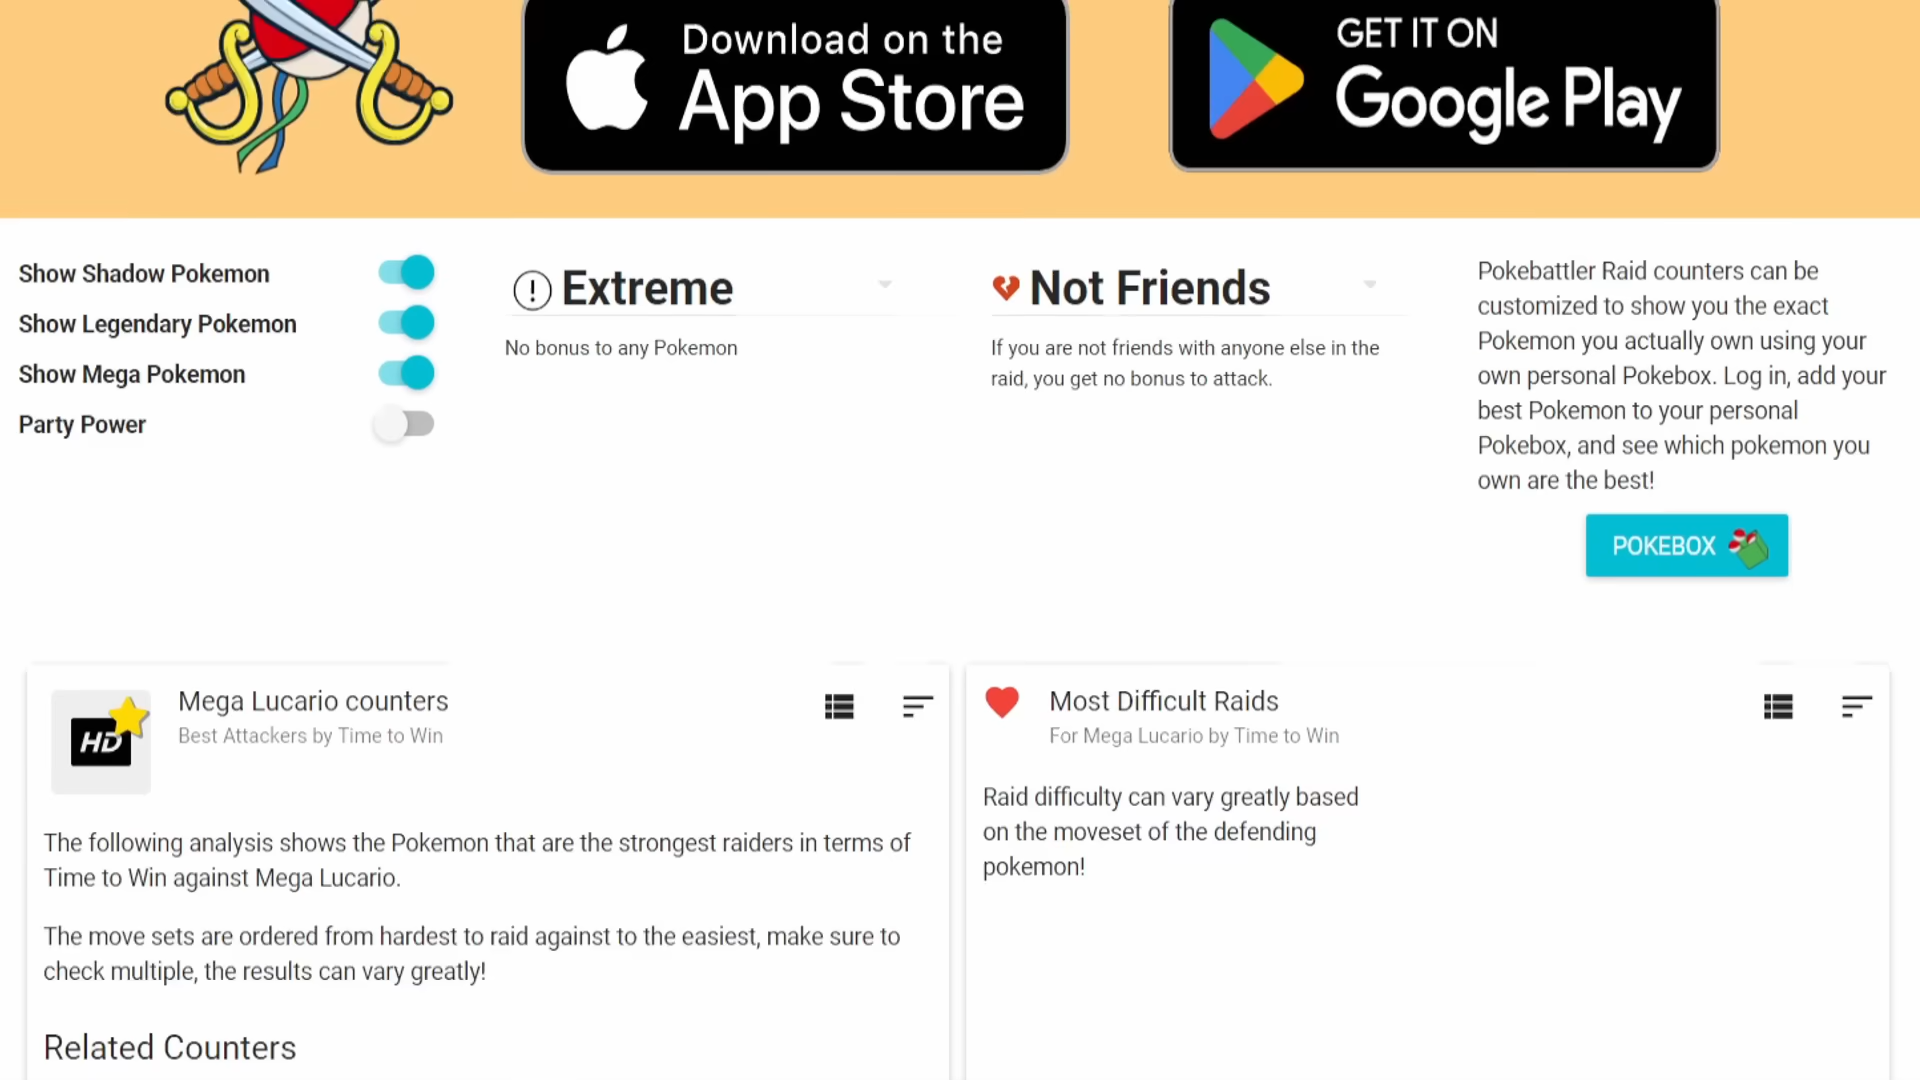 Download on the
App Store
GET IT ON
Google Play
Show Shadow Pokemon
Show Legendary Pokemon
Show Mega Pokemon
Party Power
Extreme
No bonus to any Pokemon
Not Friends
If you are not friends with anyone else in the
raid, you get no bonus to attack.
Pokebattler Raid counters can be
customized to show you the exact
Pokemon you actually own using your
own personal Pokebox. Log in, add your
best Pokemon to your personal
Pokebox, and see which pokemon you
own are the best!
POKEBOX
HD
Mega Lucario counters
Best Attackers by Time to Win
The following analysis shows the Pokemon that are the strongest raiders in terms of
Time to Win against Mega Lucario.
The move sets are ordered from hardest to raid against to the easiest, make sure to
check multiple, the results can vary greatly!
Related Counters
Most Difficult Raids
For Mega Lucario by Time to Win
Raid difficulty can vary greatly based
on the moveset of the defending
pokemon!